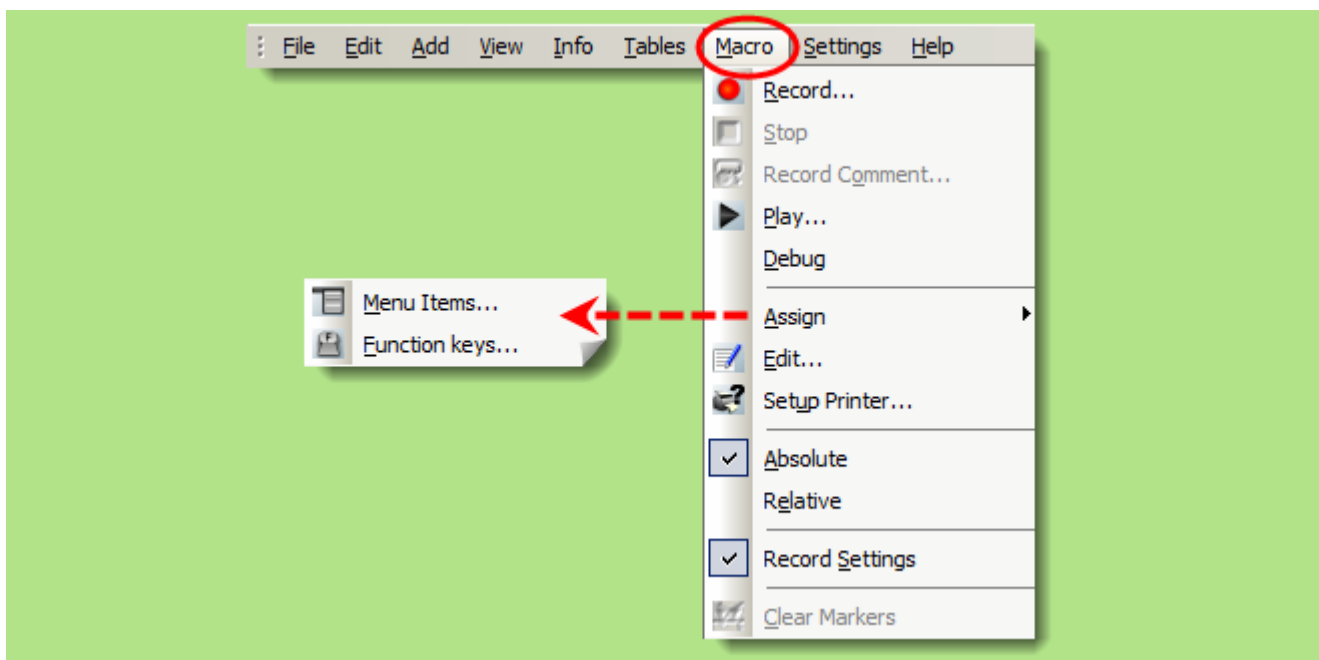 File Edit Add View Info Tables Macro Settings Help
Record...
Stop
Record Comment...
Play...
Debug
Menu Items...
Assign
Function keys...
Edit...
Setup Printer...
Absolute
Relative
Record Settings
Clear Markers